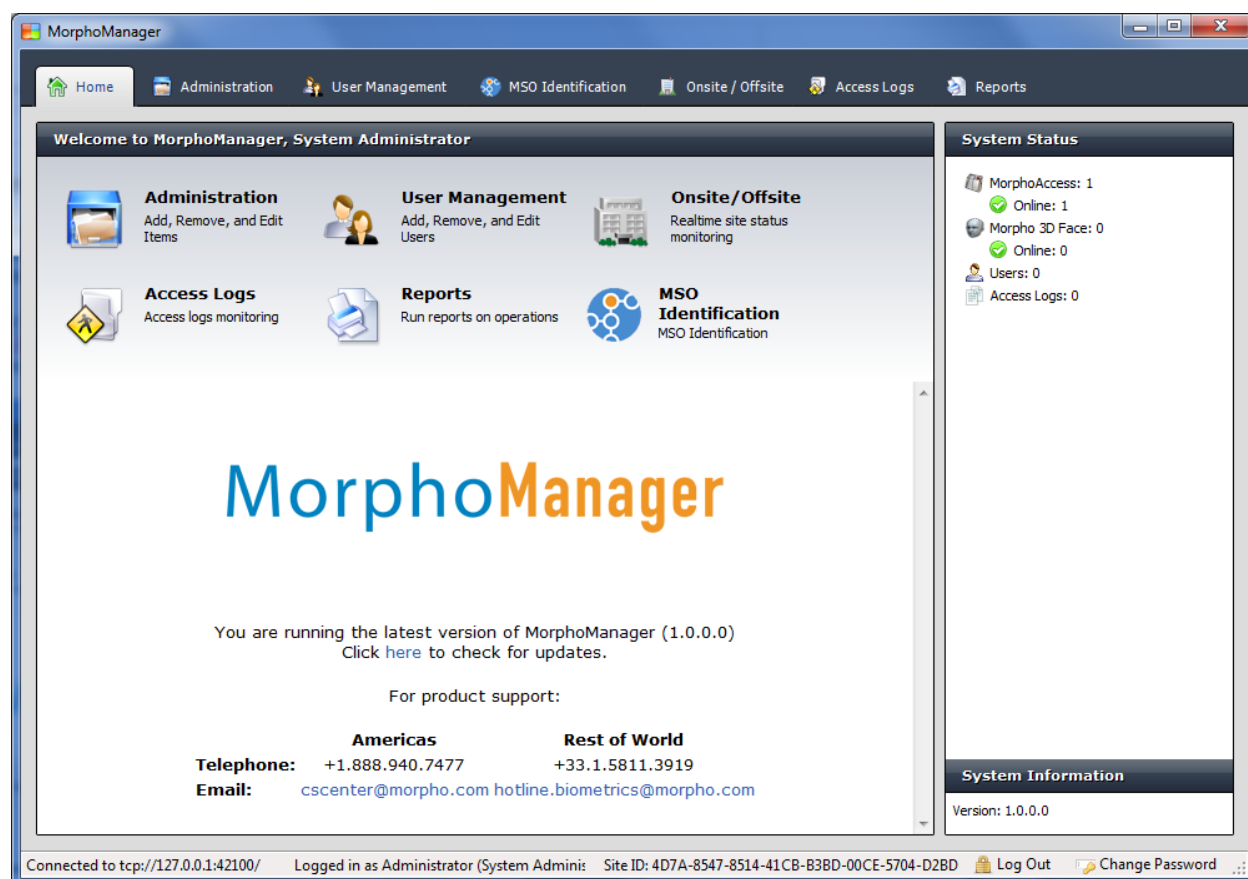 MorphoManager
Home Administration User Management MSO Identification Onsite / Offsite Access Logs Reports
Welcome to MorphoManager, System Administrator
Administration
Add, Remove, and Edit
Items
User Management
Add, Remove, and Edit
Users
Onsite/Offsite
Realtime site status
monitoring
Access Logs
Access logs monitoring
Reports
Run reports on operations
MSO
Identification
MSO Identification
MorphoManager
You are running the latest version of MorphoManager (1.0.0.0)
Click here to check for updates.
For product support:
Americas Rest of World
Telephone: +1.888.940.7477 +33.1.5811.3919
Email: cscenter@morpho.com hotline.biometrics@morpho.com
System Status
MorphoAccess: 1
Online: 1
Morpho 3D Face: 0
Online: 0
Users: 0
Access Logs: 0
System Information
Version: 1.0.0.0
Connected to tcp://127.0.0.1:42100/ Logged in as Administrator (System Adminis Site ID: 4D7A-8547-8514-41CB-B3BD-00CE-5704-D2BD Log Out Change Password